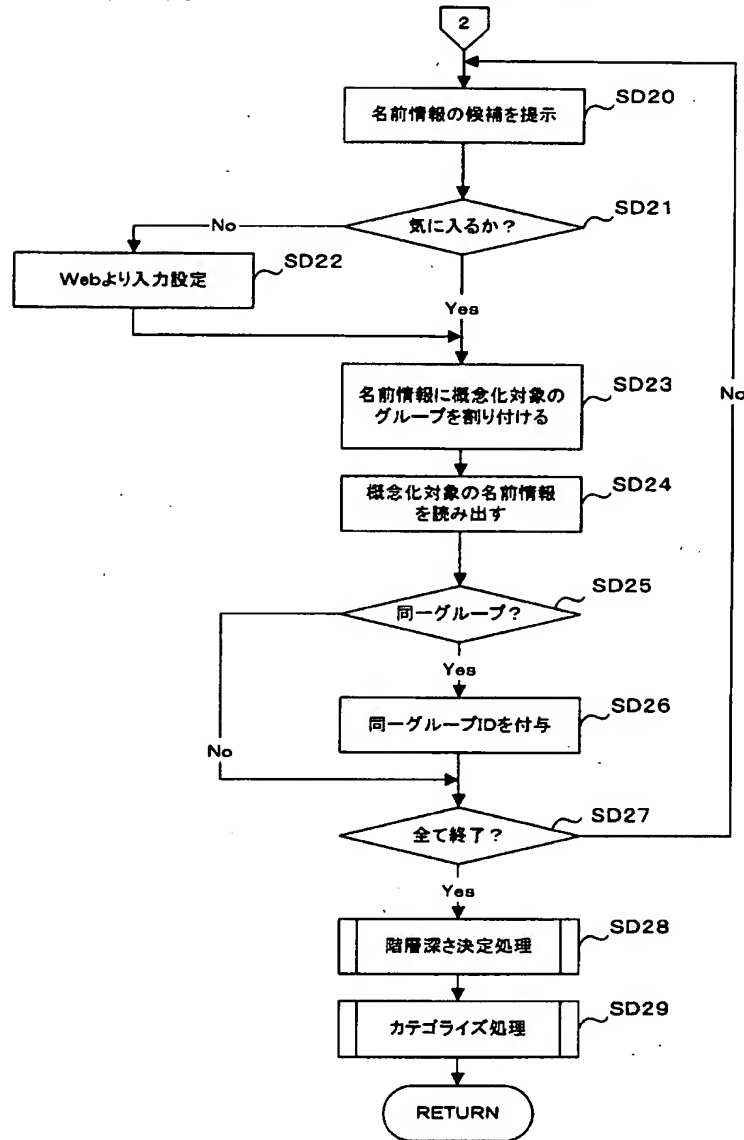 2
名前情報の候補を提示
SD20
気に入るか？
SD21
No
Webより入力設定
SD22
Yes
名前情報に概念化対象の
グループを割り付ける
SD23
No
概念化対象の名前情報
を読み出す
SD24
同一グループ？
SD25
Yes
同一グループIDを付与
SD26
No
全て終了？
SD27
Yes
階層深さ決定処理
SD28
カテゴライズ処理
SD29
RETURN